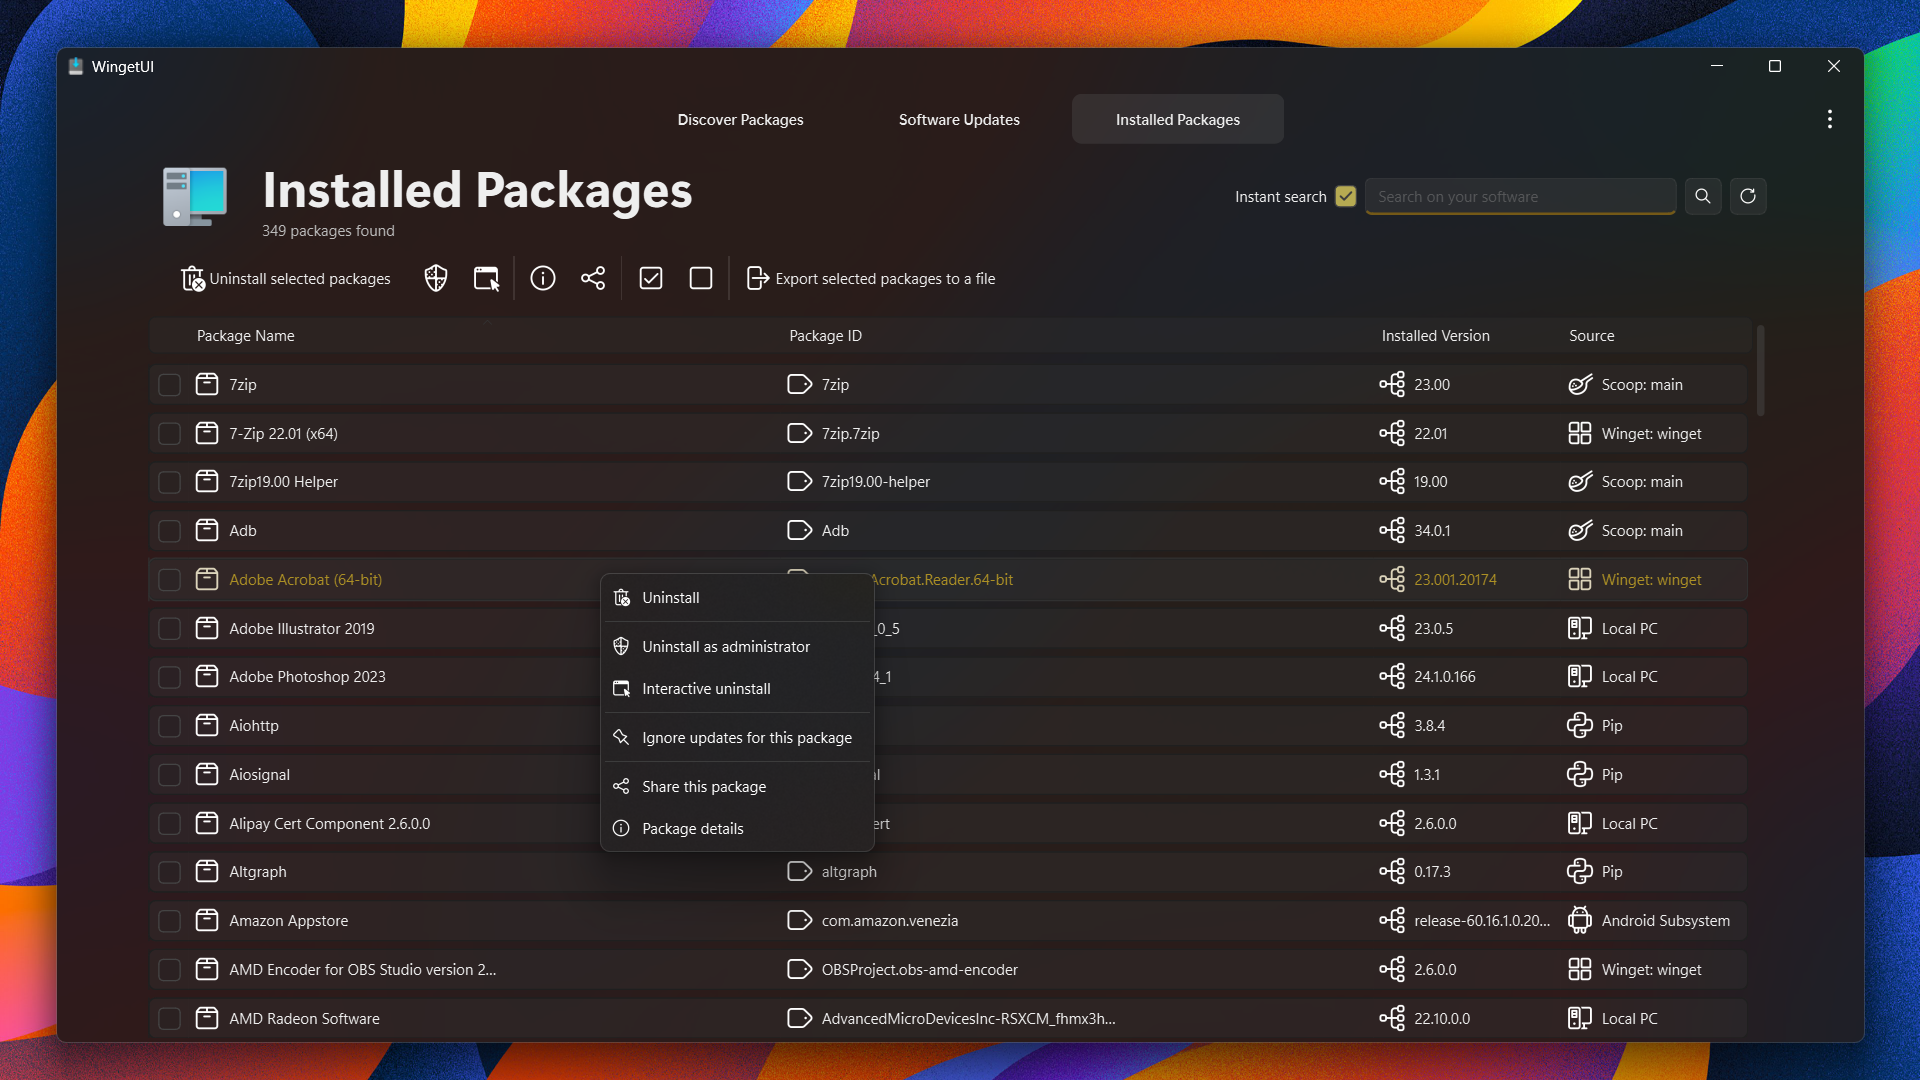 WingetUI
Discover Packages
Software Updates
Installed Packages
Installed Packages
349 packages found
Instant search
Search on your software
Uninstall selected packages
Export selected packages to a file
Package Name Package ID Installed Version Source
7zip 7zip 23.00 Scoop: main
7-Zip 22.01 (x64) 7zip.7zip 22.01 Winget: winget
7zip19.00 Helper 7zip19.00-helper 19.00 Scoop: main
Adb Adb 34.0.1 Scoop: main
Adobe Acrobat (64-bit) Acrobat.Reader.64-bit 23.001.20174 Winget: winget
Adobe Illustrator 2019 _0_5 23.0.5 Local PC
Adobe Photoshop 2023 4_1 24.1.0.166 Local PC
Aiohttp 3.8.4 Pip
Aiosignal al 1.3.1 Pip
Alipay Cert Component 2.6.0.0 ert 2.6.0.0 Local PC
Altgraph altgraph 0.17.3 Pip
Amazon Appstore com.amazon.venezia release-60.16.1.0.20... Android Subsystem
AMD Encoder for OBS Studio version 2... OBSProject.obs-amd-encoder 2.6.0.0 Winget: winget
AMD Radeon Software AdvancedMicroDevicesInc-RSXCM_fhmx3h... 22.10.0.0 Local PC
Uninstall
Uninstall as administrator
Interactive uninstall
Ignore updates for this package
Share this package
Package details